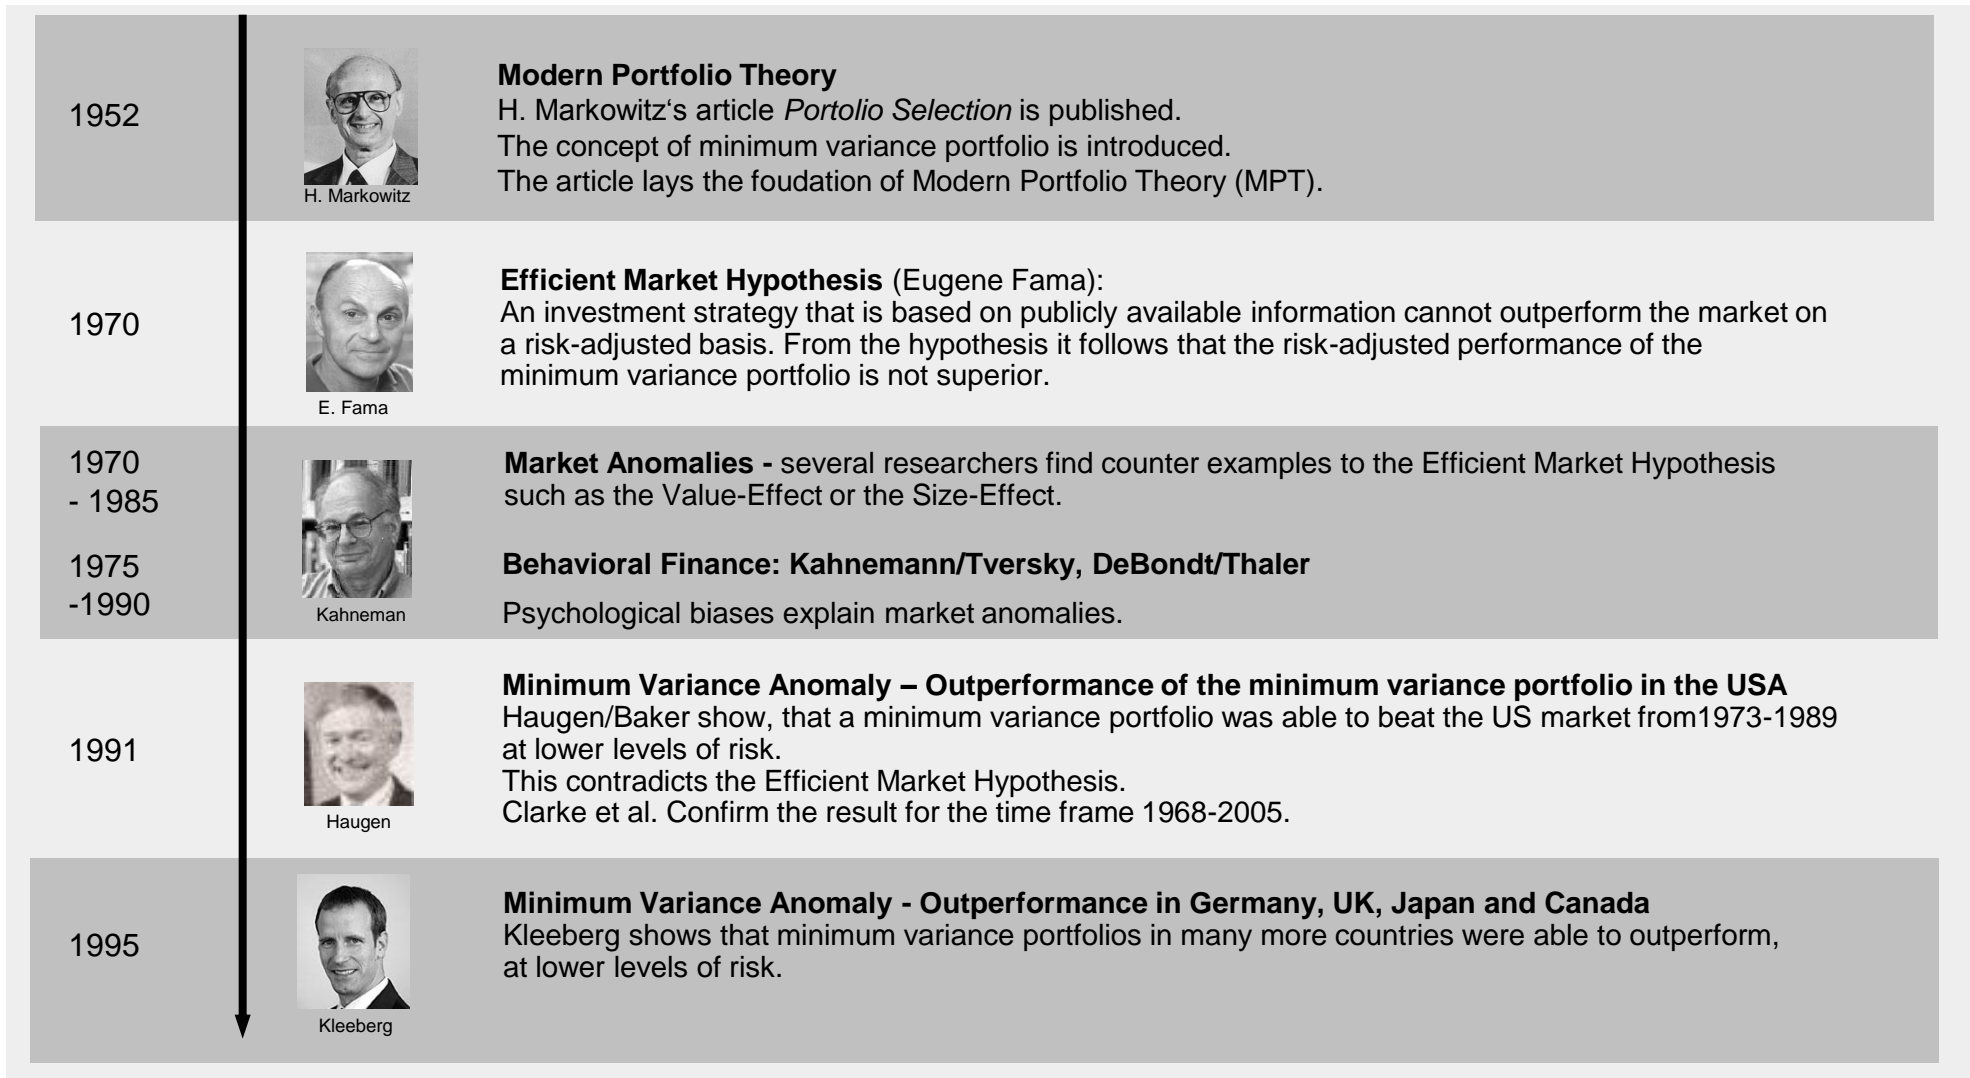 1952
H. Markowitz
Modern Portfolio Theory
H. Markowitz‘s article Portolio Selection is published.
The concept of minimum variance portfolio is introduced.
The article lays the foudation of Modern Portfolio Theory (MPT).
1970
E. Fama
Efficient Market Hypothesis (Eugene Fama):
An investment strategy that is based on publicly available information cannot outperform the market on
a risk-adjusted basis. From the hypothesis it follows that the risk-adjusted performance of the
minimum variance portfolio is not superior.
1970
- 1985
Market Anomalies - several researchers find counter examples to the Efficient Market Hypothesis
such as the Value-Effect or the Size-Effect.
1975
-1990
Kahneman
Behavioral Finance: Kahnemann/Tversky, DeBondt/Thaler
Psychological biases explain market anomalies.
1991
Haugen
Minimum Variance Anomaly – Outperformance of the minimum variance portfolio in the USA
Haugen/Baker show, that a minimum variance portfolio was able to beat the US market from1973-1989
at lower levels of risk.
This contradicts the Efficient Market Hypothesis.
Clarke et al. Confirm the result for the time frame 1968-2005.
1995
Kleeberg
Minimum Variance Anomaly - Outperformance in Germany, UK, Japan and Canada
Kleeberg shows that minimum variance portfolios in many more countries were able to outperform,
at lower levels of risk.